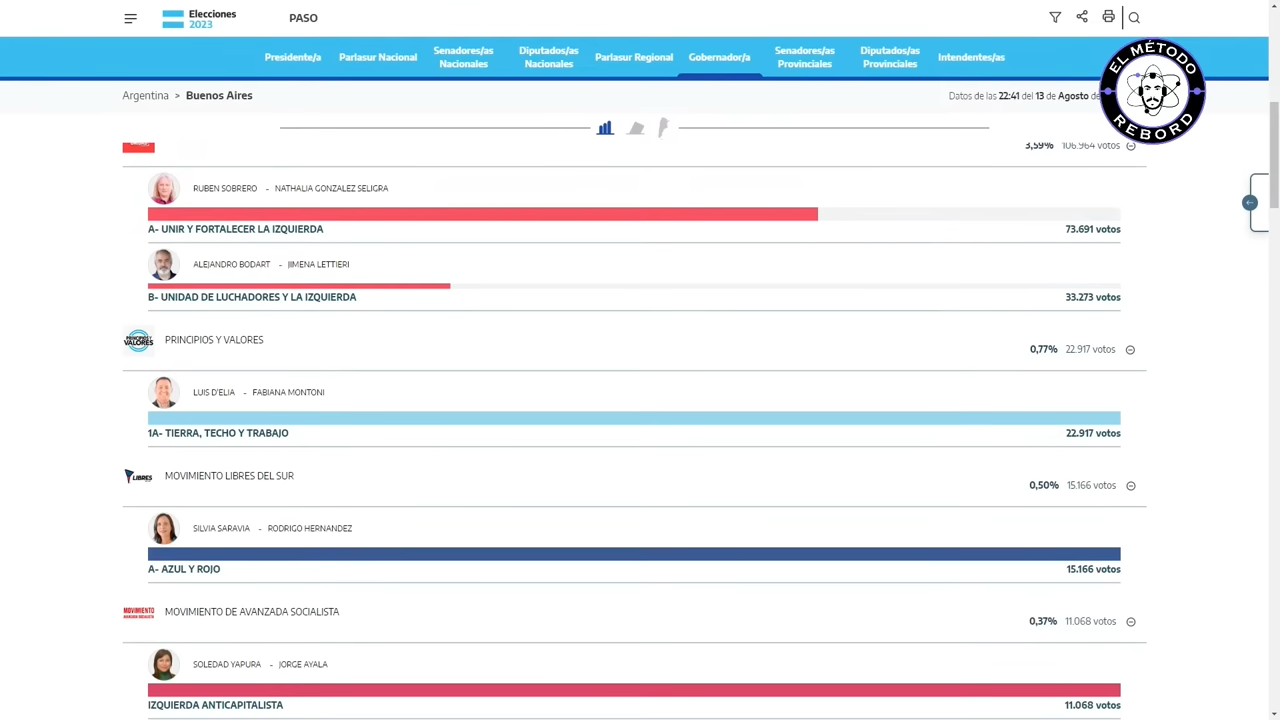 Elecciones
2023
PASO
Presidente/a
Parlasur Nacional
Senadores/as
Nacionales
Diputados/as
Nacionales
Parlasur Regional
Gobernador/a
Senadores/as
Provinciales
Diputados/as
Provinciales
Intendentes/as
EL MÉTODO
REBORD
Argentina > Buenos Aires
Datos de las 22:41 del 13 de Agosto de
3,59% 106.964 votos
RUBEN SOBRERO - NATHALIA GONZALEZ SELIGRA
A- UNIR Y FORTALECER LA IZQUIERDA
73.691 votos
ALEJANDRO BODART - JIMENA LETTIERI
B- UNIDAD DE LUCHADORES Y LA IZQUIERDA
33.273 votos
PRINCIPIOS Y VALORES
PRINCIPIOS Y VALORES
0,77% 22.917 votos
LUIS D'ELIA - FABIANA MONTONI
1A- TIERRA, TECHO Y TRABAJO
22.917 votos
LIBRES
MOVIMIENTO LIBRES DEL SUR
0,50% 15.166 votos
SILVIA SARAVIA - RODRIGO HERNANDEZ
A- AZUL Y ROJO
15.166 votos
MOVIMIENTO
MOVIMIENTO DE AVANZADA SOCIALISTA
0,37% 11.068 votos
SOLEDAD YAPURA - JORGE AYALA
IZQUIERDA ANTICAPITALISTA
11.068 votos